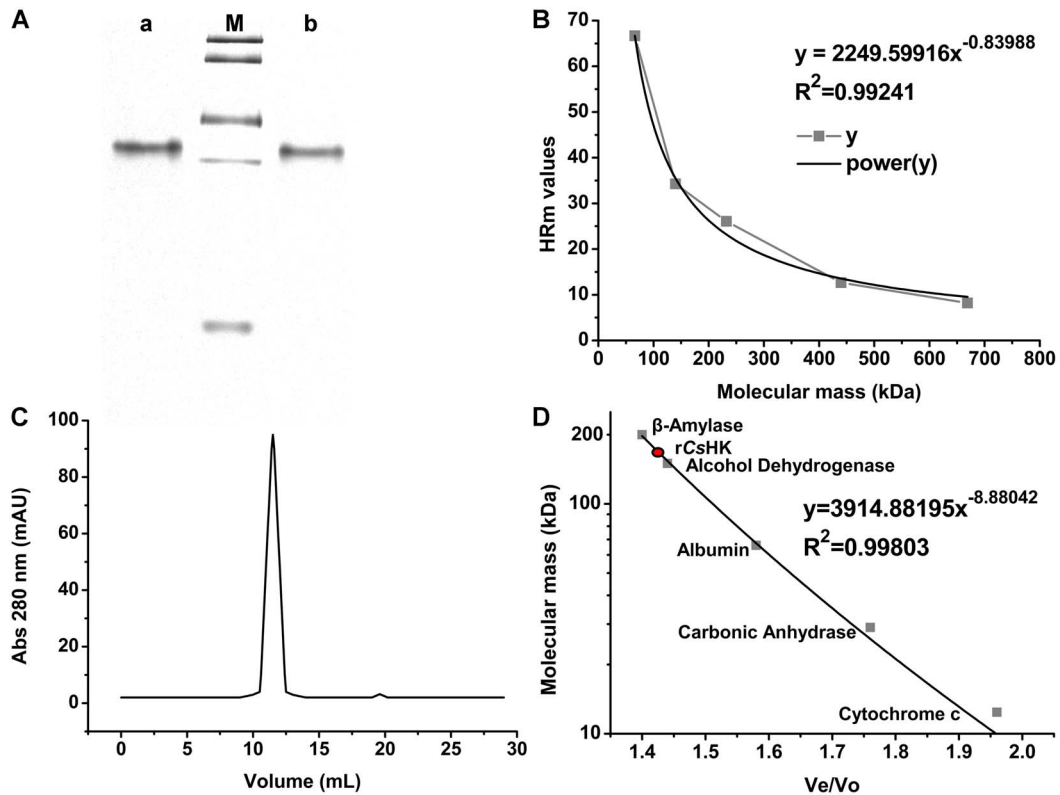 A
a M b
B
70
60
50
40
30
20
10
0
HRm values
y = 2249.59916x^-0.83988
R^2=0.99241
y
power(y)
0 100 200 300 400 500 600 700 800
Molecular mass (kDa)
C
100
80
60
40
20
0
Abs 280 nm (mAU)
0 5 10 15 20 25 30
Volume (mL)
D
200
100
10
Molecular mass (kDa)
β-Amylase
rCsHK
Alcohol Dehydrogenase
y=3914.88195x^-8.88042
R^2=0.99803
Albumin
Carbonic Anhydrase
Cytochrome c
1.4 1.5 1.6 1.7 1.8 1.9 2.0
Ve/Vo